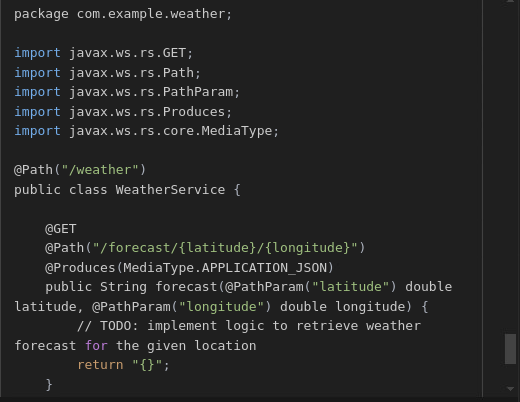 package com.example.weather;

import javax.ws.rs.GET;
import javax.ws.rs.Path;
import javax.ws.rs.PathParam;
import javax.ws.rs.Produces;
import javax.ws.rs.core.MediaType;

@Path("/weather")
public class WeatherService {

    @GET
    @Path("/forecast/{latitude}/{longitude}")
    @Produces(MediaType.APPLICATION_JSON)
    public String forecast(@PathParam("latitude") double
latitude, @PathParam("longitude") double longitude) {
        // TODO: implement logic to retrieve weather
forecast for the given location
        return "{}";
    }